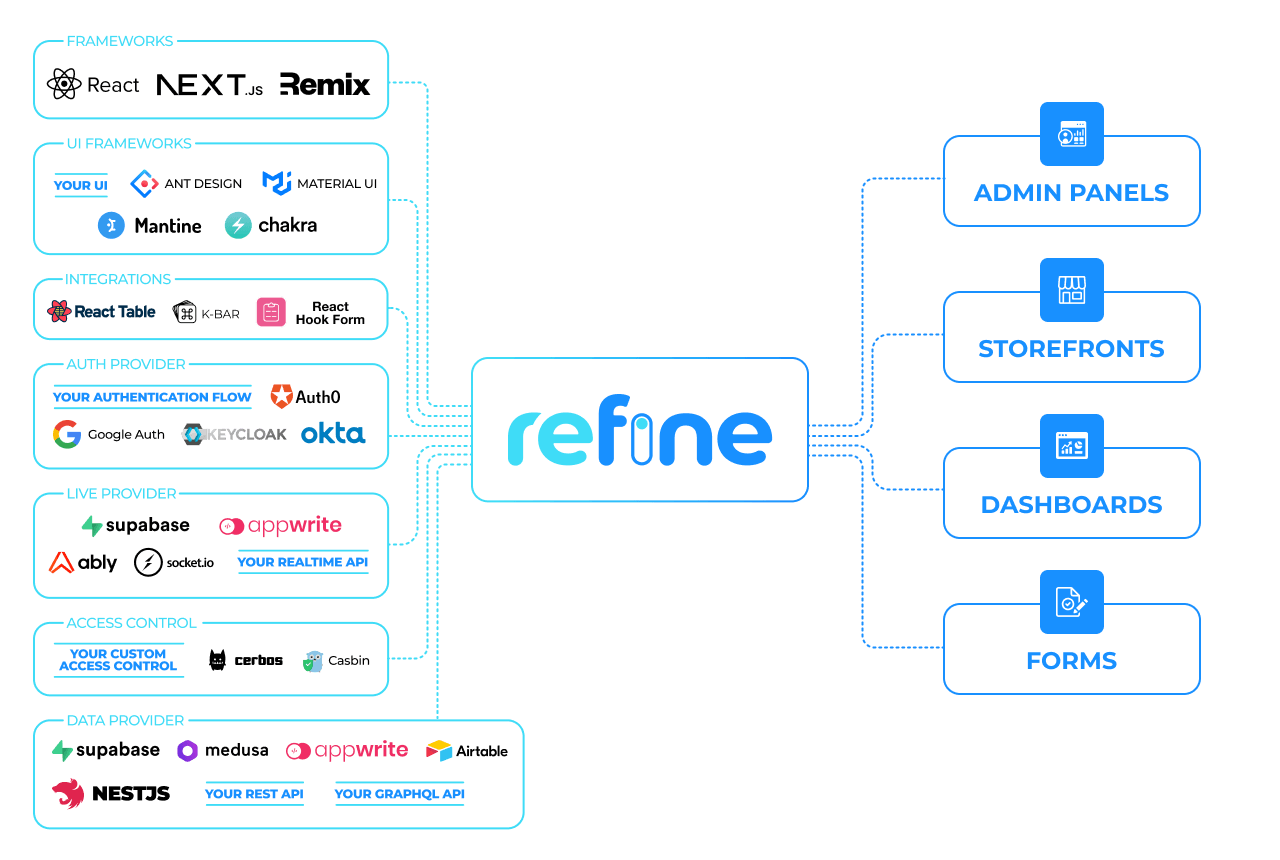 FRAMEWORKS
React
NEXT.JS
Remix
UI FRAMEWORKS
YOUR UI
ANT DESIGN
MATERIAL UI
Mantine
chakra
INTEGRATIONS
React Table
K-BAR
React
Hook Form
AUTH PROVIDER
YOUR AUTHENTICATION FLOW
Auth0
Google Auth
KEYCLOAK
okta
LIVE PROVIDER
supabase
appwrite
ably
socket.io
YOUR REALTIME API
ACCESS CONTROL
YOUR CUSTOM
ACCESS CONTROL
cerbos
Casbin
DATA PROVIDER
supabase
medusa
appwrite
Airtable
NESTJS
YOUR REST API
YOUR GRAPHQL API
refine
ADMIN PANELS
STOREFRONTS
DASHBOARDS
FORMS